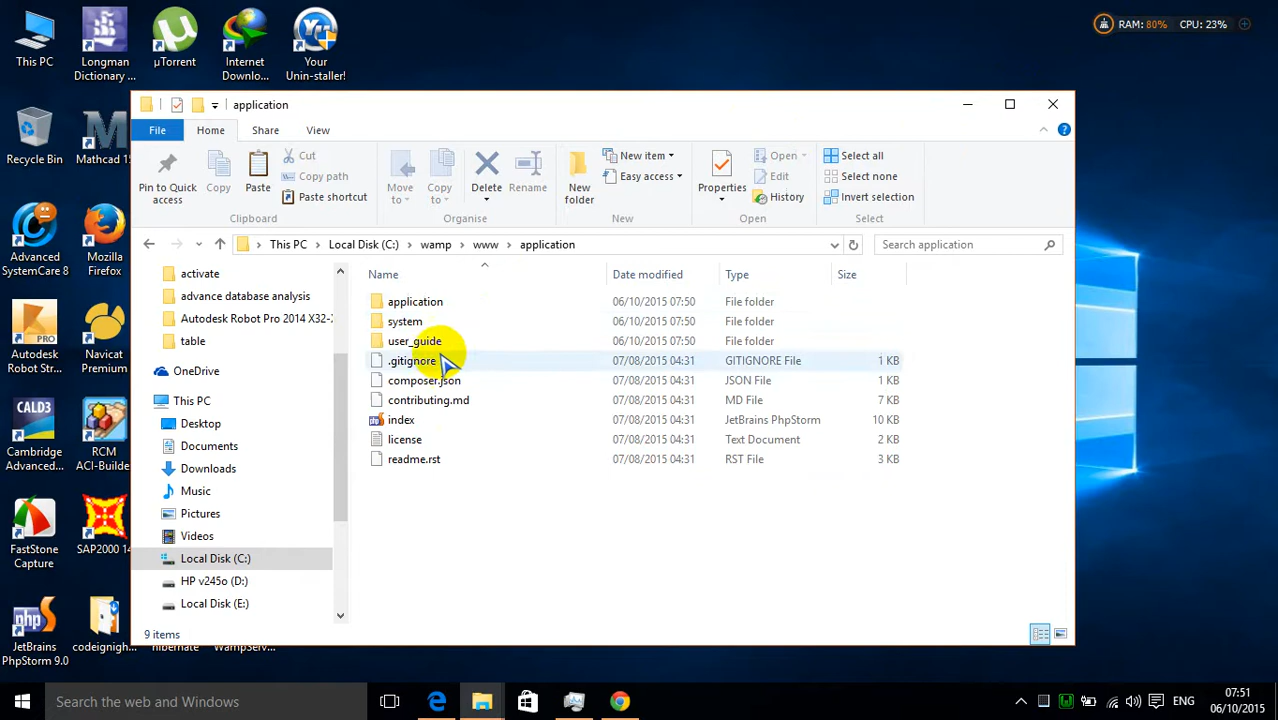 This PC
Longman
Dictionary ...
µTorrent
Internet
Downlo...
Your
Unin-staller!
RAM: 80%
CPU: 23%
Recycle Bin
Mathcad 15
Advanced
SystemCare 8
Mozilla
Firefox
Autodesk
Robot Str...
Navicat
Premium
Cambridge
Advanced...
RCM
ACI-Builde
FastStone
Capture
SAP2000 14
JetBrains
PhpStorm 9.0
codeignigh...
hibernate
WampServ...
application
File
Home
Share
View
Pin to Quick
access
Copy
Paste
Cut
Copy path
Paste shortcut
Clipboard
Move
to
Copy
to
Delete
Rename
Organise
New
folder
New item
Easy access
New
Properties
Open
Edit
History
Open
Select all
Select none
Invert selection
Select
This PC
Local Disk (C:)
wamp
www
application
Search application
activate
advance database analysis
Autodesk Robot Pro 2014 X32-
table
OneDrive
This PC
Desktop
Documents
Downloads
Music
Pictures
Videos
Local Disk (C:)
HP v245o (D:)
Local Disk (E:)
Name Date modified Type Size
application 06/10/2015 07:50 File folder
system 06/10/2015 07:50 File folder
user_guide 06/10/2015 07:50 File folder
.gitignore 07/08/2015 04:31 GITIGNORE File 1 KB
composer.json 07/08/2015 04:31 JSON File 1 KB
contributing.md 07/08/2015 04:31 MD File 7 KB
index 07/08/2015 04:31 JetBrains PhpStorm 10 KB
license 07/08/2015 04:31 Text Document 2 KB
readme.rst 07/08/2015 04:31 RST File 3 KB
9 items
Search the web and Windows
ENG
07:51
06/10/2015